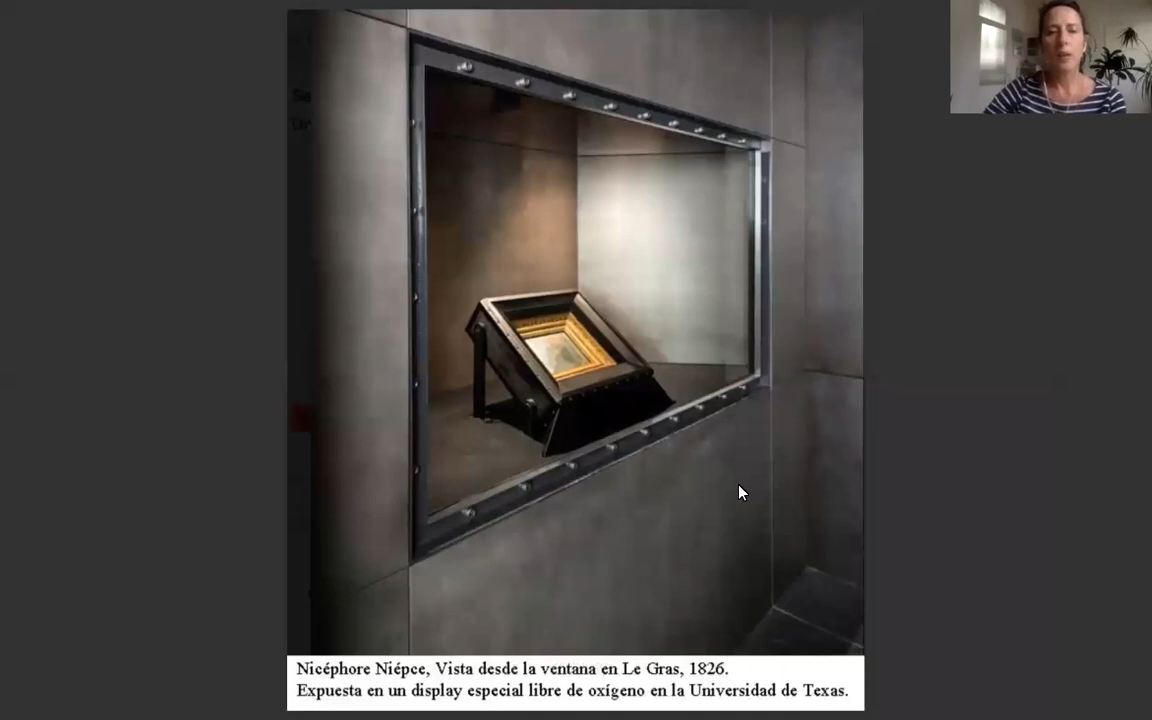 Nicéphore Niépce, Vista desde la ventana en Le Gras, 1826.
Expuesta en un display especial libre de oxígeno en la Universidad de Texas.